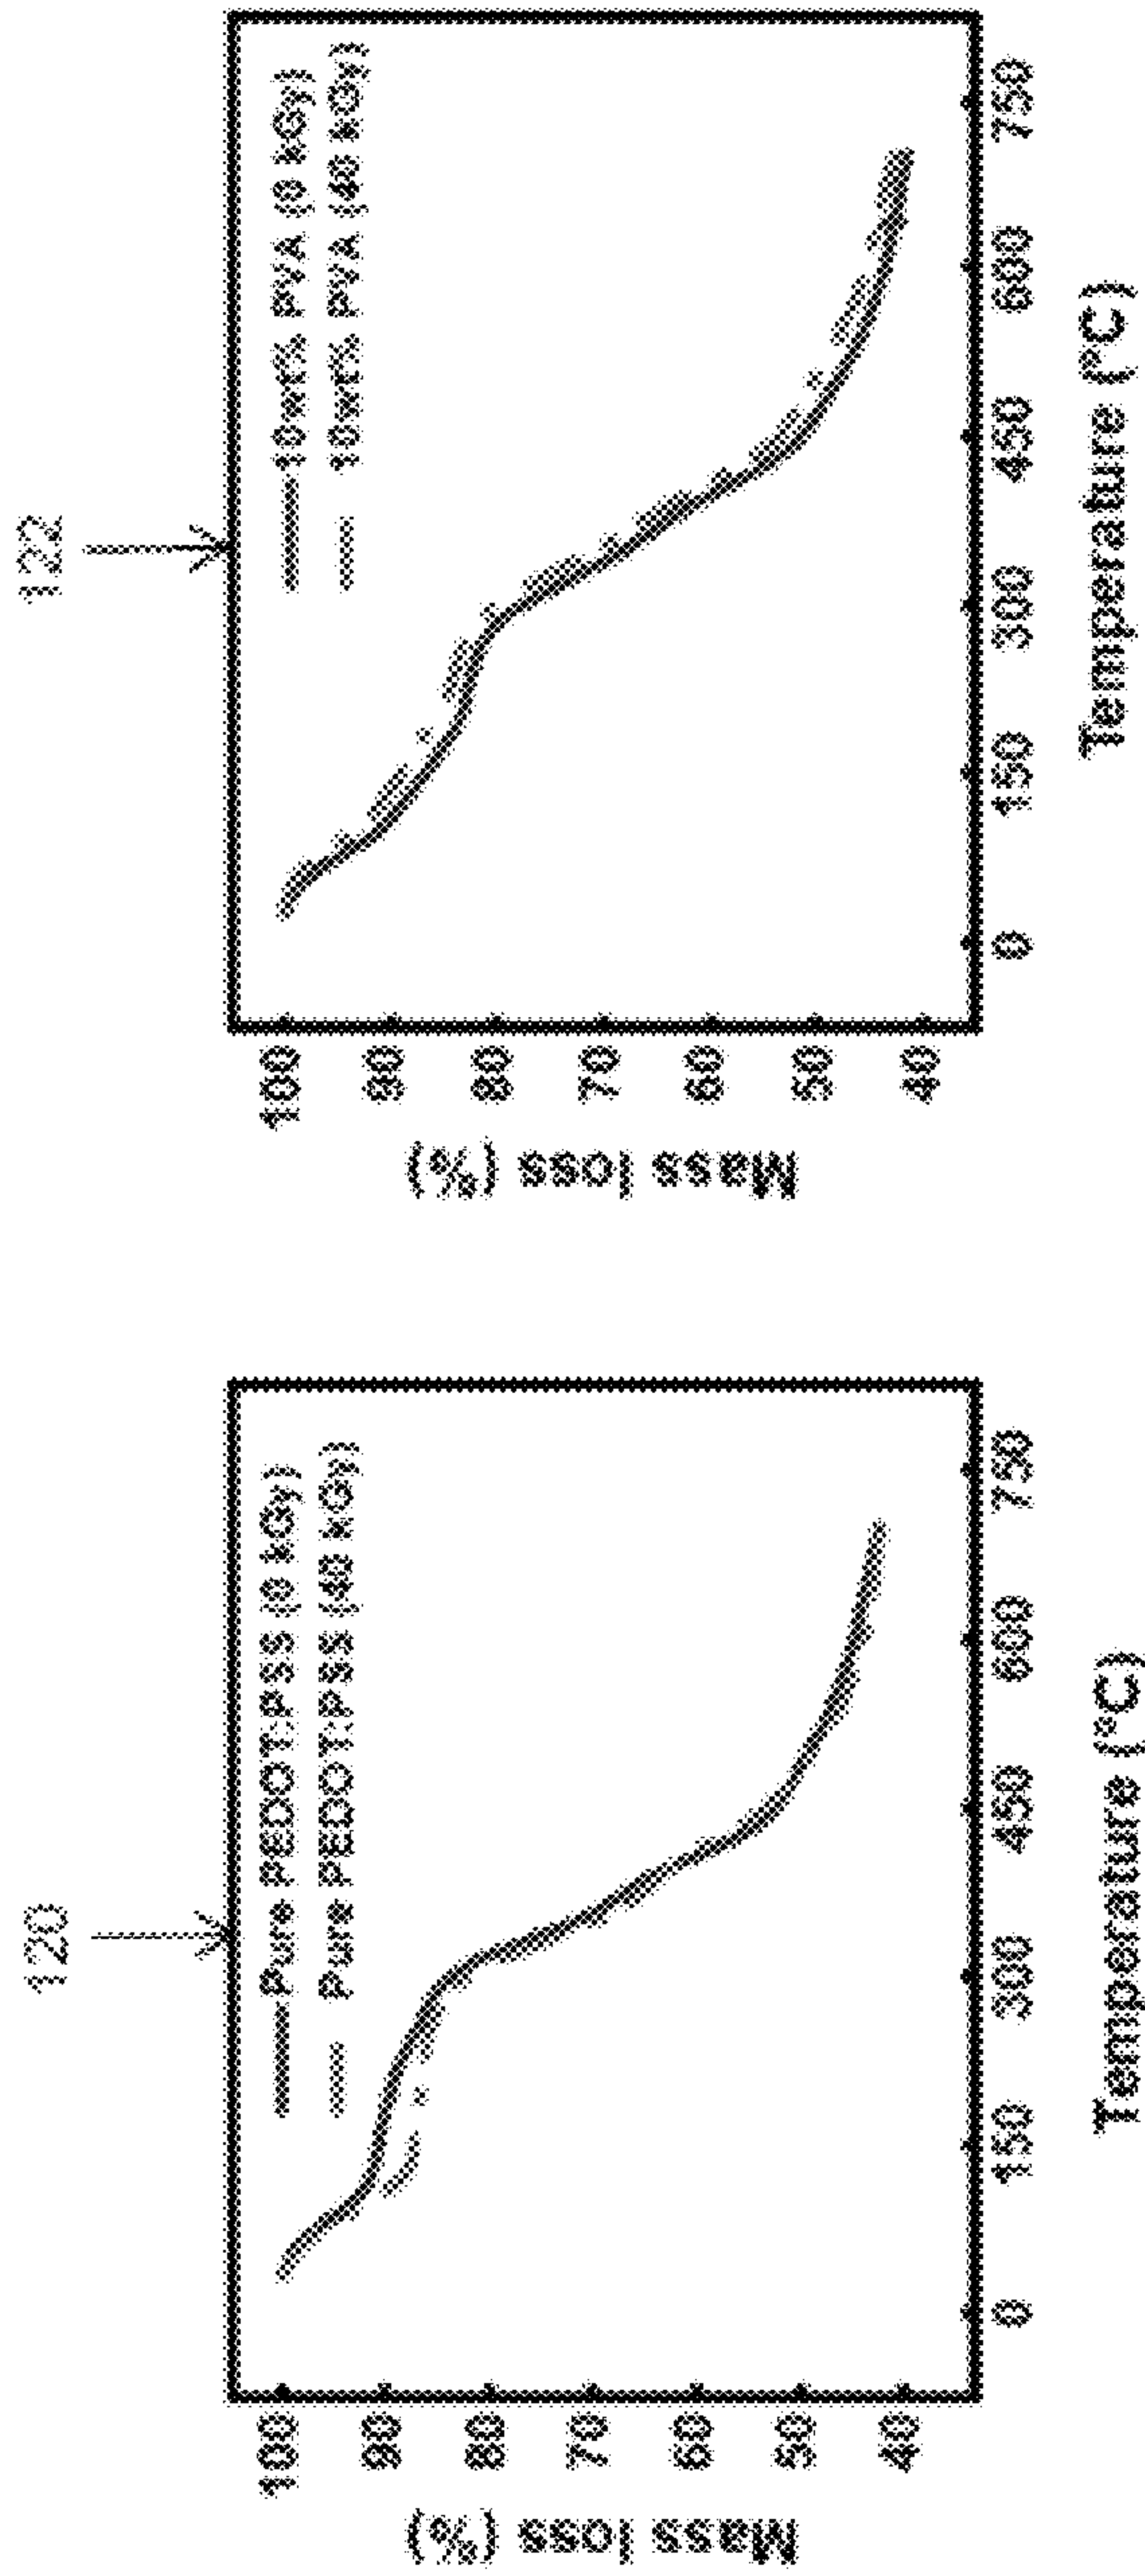 120
Pure PEDOT:PSS (0 kGy)
Pure PEDOT:PSS (40 kGy)
Mass loss (%)
100
90
80
70
60
50
40
0 150 300 450 600 750
Temperature (°C)
122
10wt% PVA (0 kGy)
10wt% PVA (40 kGy)
Mass loss (%)
100
90
80
70
60
50
40
0 150 300 450 600 750
Temperature (°C)